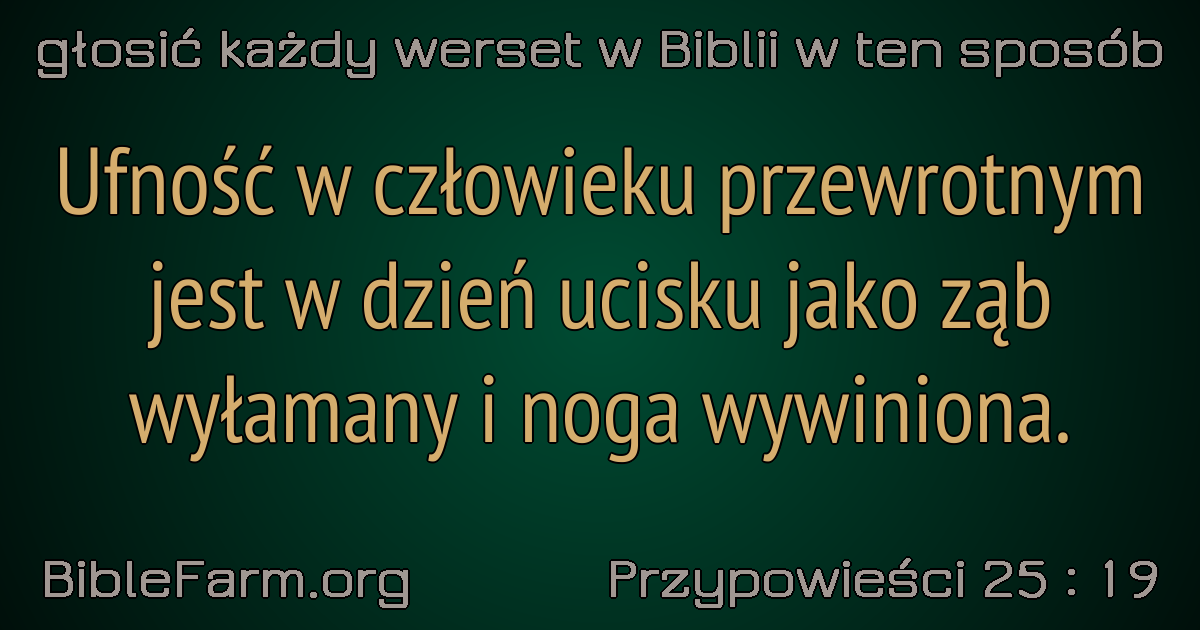 głosić każdy werset w Biblii w ten sposób
Ufność w człowieku przewrotnym
jest w dzień ucisku jako ząb
wyłamany i noga wywiniona.
BibleFarm.org
Przypowieści 25 : 19